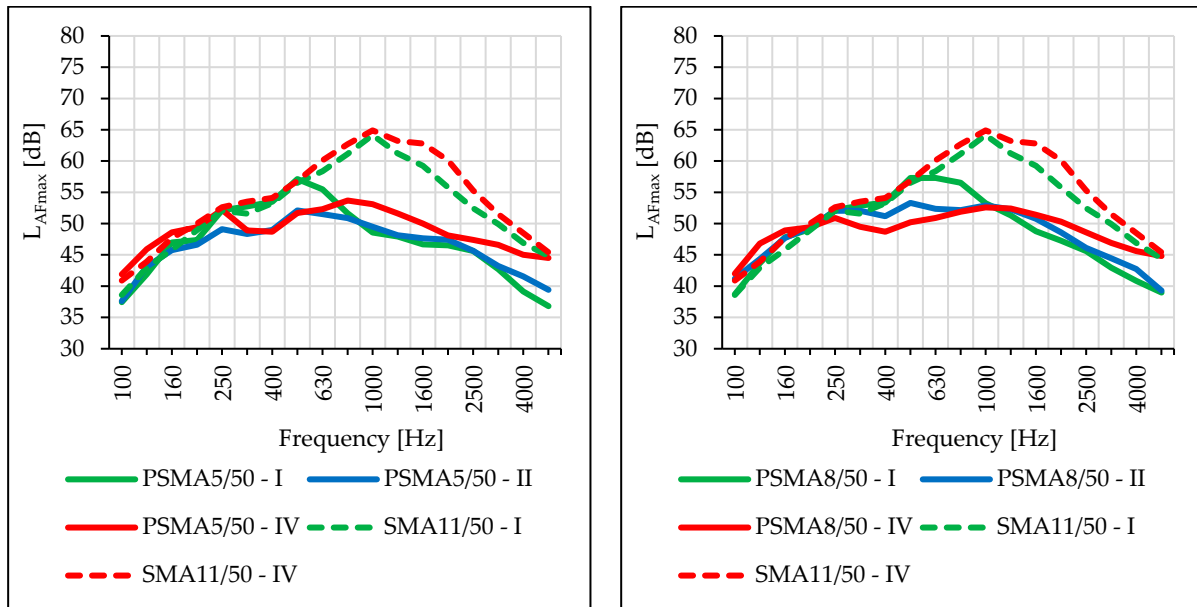 80
75
70
65
60
55
50
45
40
35
30
L_AFmax [dB]
100
160
250
400
630
1000
1600
2500
4000
Frequency [Hz]
PSMA5/50 - I
PSMA5/50 - II
PSMA5/50 - IV
SMA11/50 - I
SMA11/50 - IV
80
75
70
65
60
55
50
45
40
35
30
L_AFmax [dB]
100
160
250
400
630
1000
1600
2500
4000
Frequency [Hz]
PSMA8/50 - I
PSMA8/50 - II
PSMA8/50 - IV
SMA11/50 - I
SMA11/50 - IV